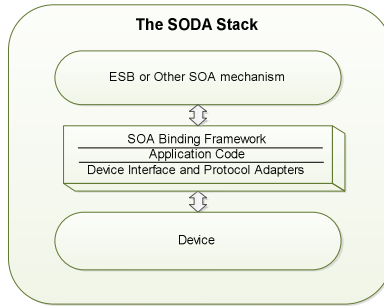 The SODA Stack
ESB or Other SOA mechanism
SOA Binding Framework
Application Code
Device Interface and Protocol Adapters
Device